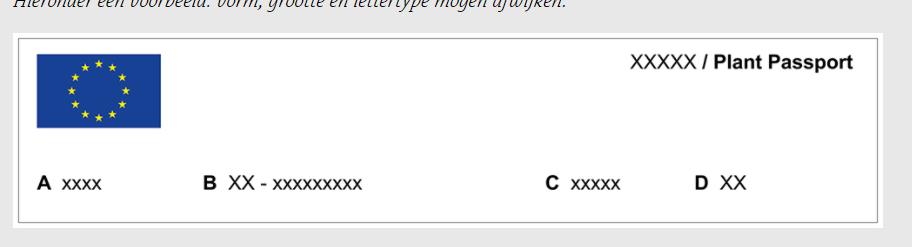 Hieronder een voorbeeld. Vorm, grootte en lettertype mogen afwijken.
XXXXX / Plant Passport
A xxxx B XX - xxxxxxxxx C xxxxx D XX